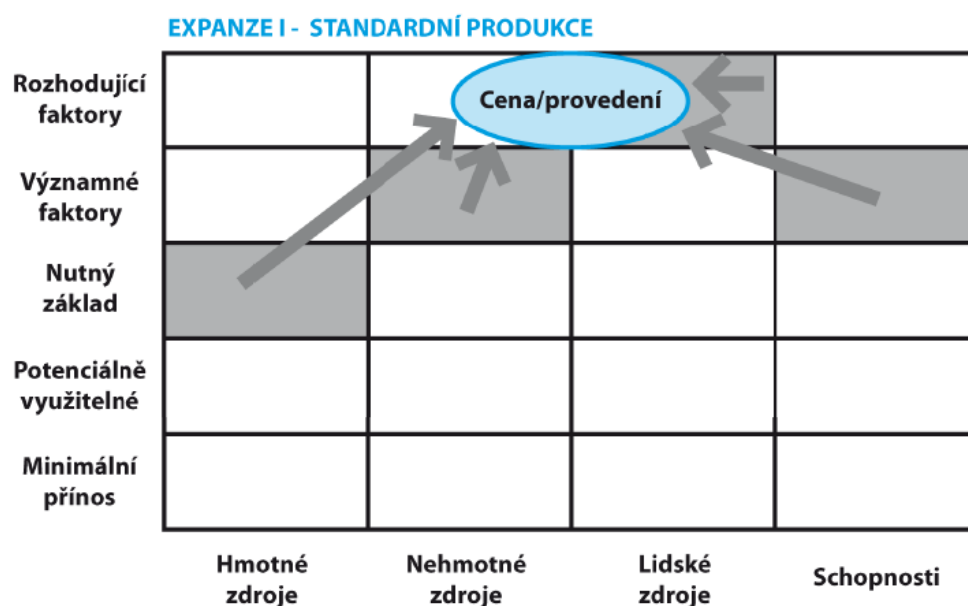 EXPANZE I - STANDARDNÍ PRODUKCE
Rozhodující
faktory
Cena/provedení
Významné
faktory
Nutný
základ
Potenciálně
využitelné
Minimální
přínos
Hmotné
zdroje
Nehmotné
zdroje
Lidské
zdroje
Schopnosti